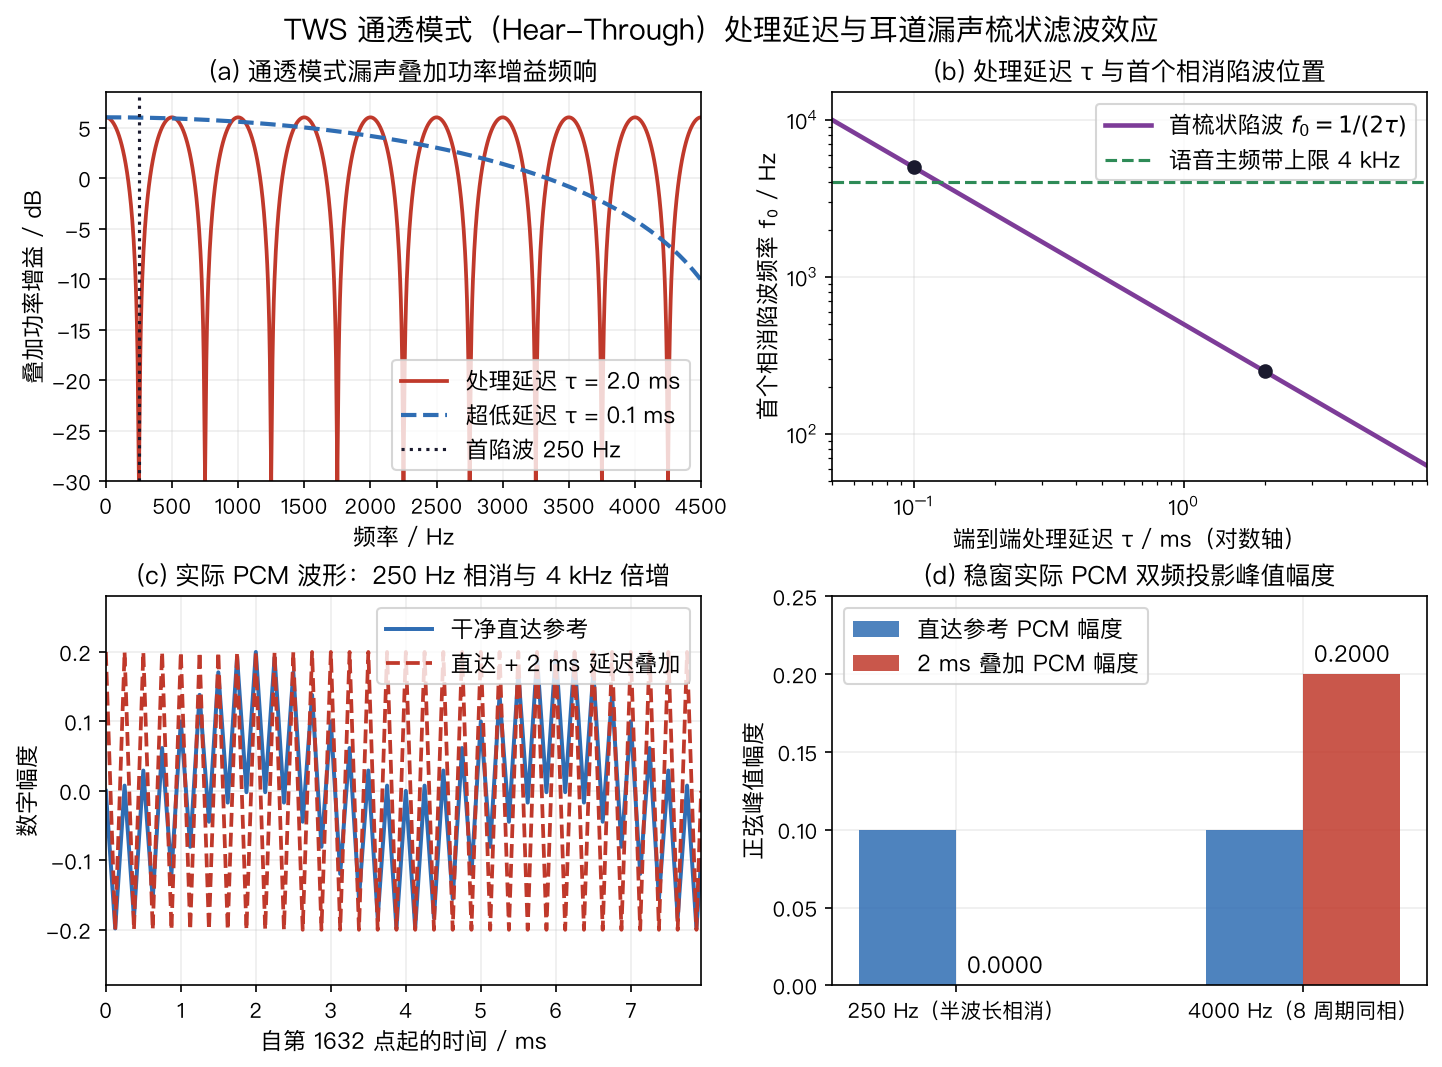 TWS 通透模式（Hear−Through）处理延迟与耳道漏声梳状滤波效应
(a) 通透模式漏声叠加功率增益频响
叠加功率增益 / dB
5
0
−5
−10
−15
−20
−25
−30
0 500 1000 1500 2000 2500 3000 3500 4000 4500
频率 / Hz
处理延迟 τ = 2.0 ms
超低延迟 τ = 0.1 ms
首陷波 250 Hz
(b) 处理延迟 τ 与首个相消陷波位置
首个相消陷波频率 f₀ / Hz
10⁴
10³
10²
10⁻¹ 10⁰
端到端处理延迟 τ / ms（对数轴）
首梳状陷波 f₀ = 1/(2τ)
语音主频带上限 4 kHz
(c) 实际 PCM 波形：250 Hz 相消与 4 kHz 倍增
数字幅度
0.2
0.1
0.0
−0.1
−0.2
0 1 2 3 4 5 6 7
自第 1632 点起的时间 / ms
干净直达参考
直达 + 2 ms 延迟叠加
(d) 稳窗实际 PCM 双频投影峰值幅度
正弦峰值幅度
0.25
0.20
0.15
0.10
0.05
0.00
直达参考 PCM 幅度
2 ms 叠加 PCM 幅度
0.2000
0.0000
250 Hz（半波长相消） 4000 Hz（8 周期同相）